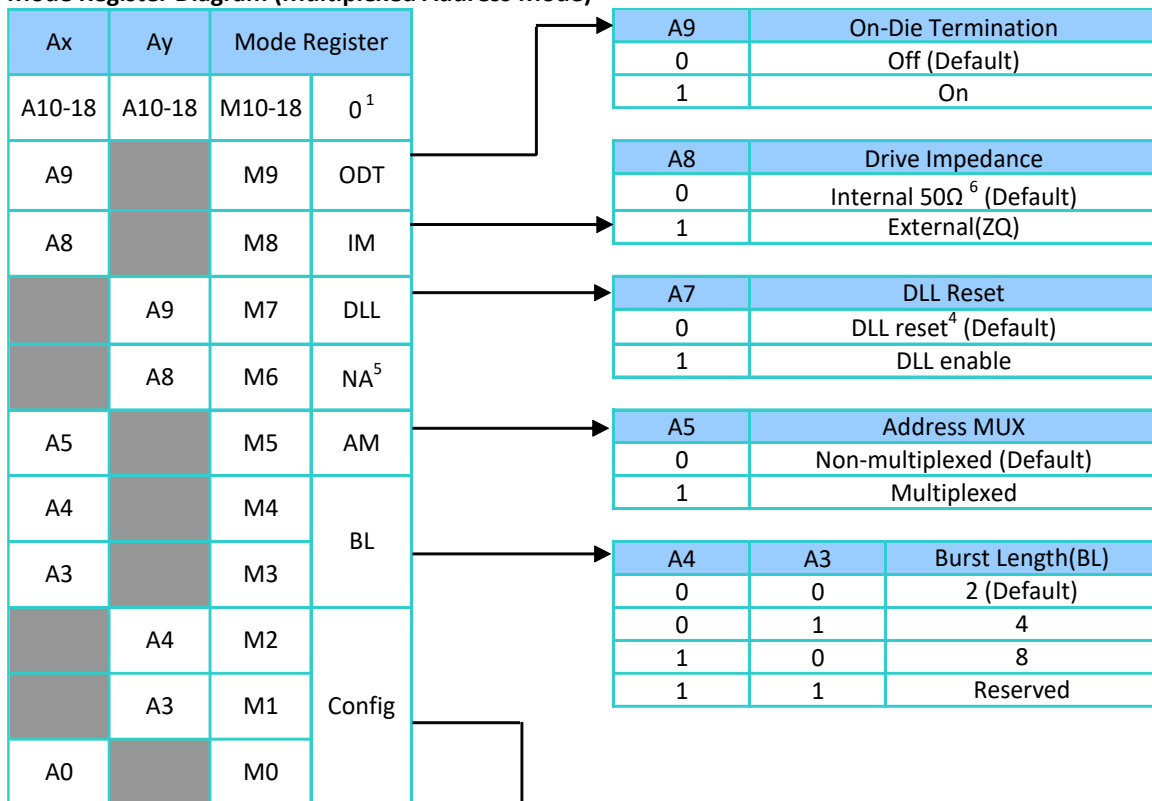 Mode Register Diagram (Multiplexed Address Mode)
Ax Ay Mode Register
A10-18 A10-18 M10-18 0¹
A9 M9 ODT
A8 M8 IM
A9 M7 DLL
A8 M6 NA⁵
A5 M5 AM
A4 M4
BL
A3 M3
A4 M2
A3 M1 Config
A0 M0
A9 On-Die Termination
0 Off (Default)
1 On
A8 Drive Impedance
0 Internal 50Ω ⁶ (Default)
1 External(ZQ)
A7 DLL Reset
0 DLL reset⁴ (Default)
1 DLL enable
A5 Address MUX
0 Non-multiplexed (Default)
1 Multiplexed
A4 A3 Burst Length(BL)
0 0 2 (Default)
0 1 4
1 0 8
1 1 Reserved